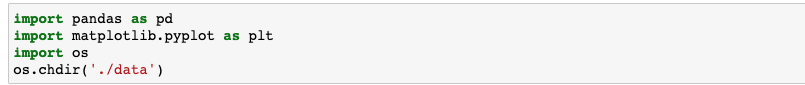 import pandas as pd
import matplotlib.pyplot as plt
import os
os.chdir('./data')